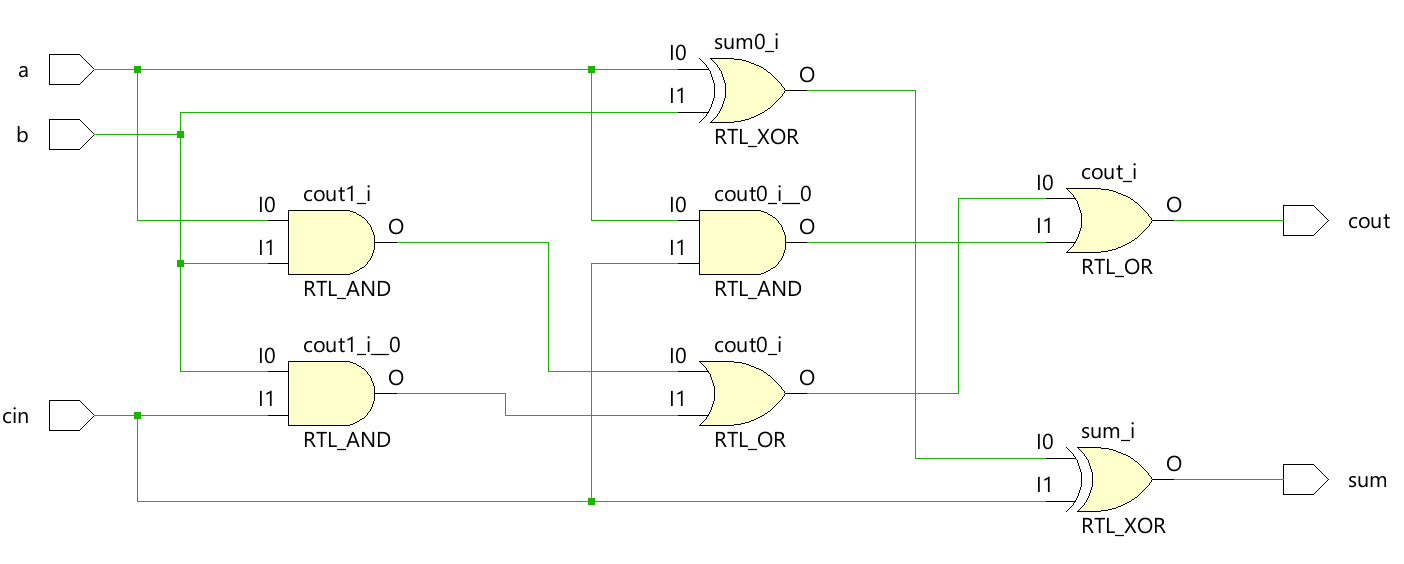 a
b
cin
I0
I1
sum0_i
O
RTL_XOR
I0
I1
cout1_i
O
RTL_AND
I0
I1
cout0_i__0
O
RTL_AND
I0
I1
cout_i
O
RTL_OR
cout
I0
I1
cout1_i__0
O
RTL_AND
I0
I1
cout0_i
O
RTL_OR
I0
I1
sum_i
O
RTL_XOR
sum